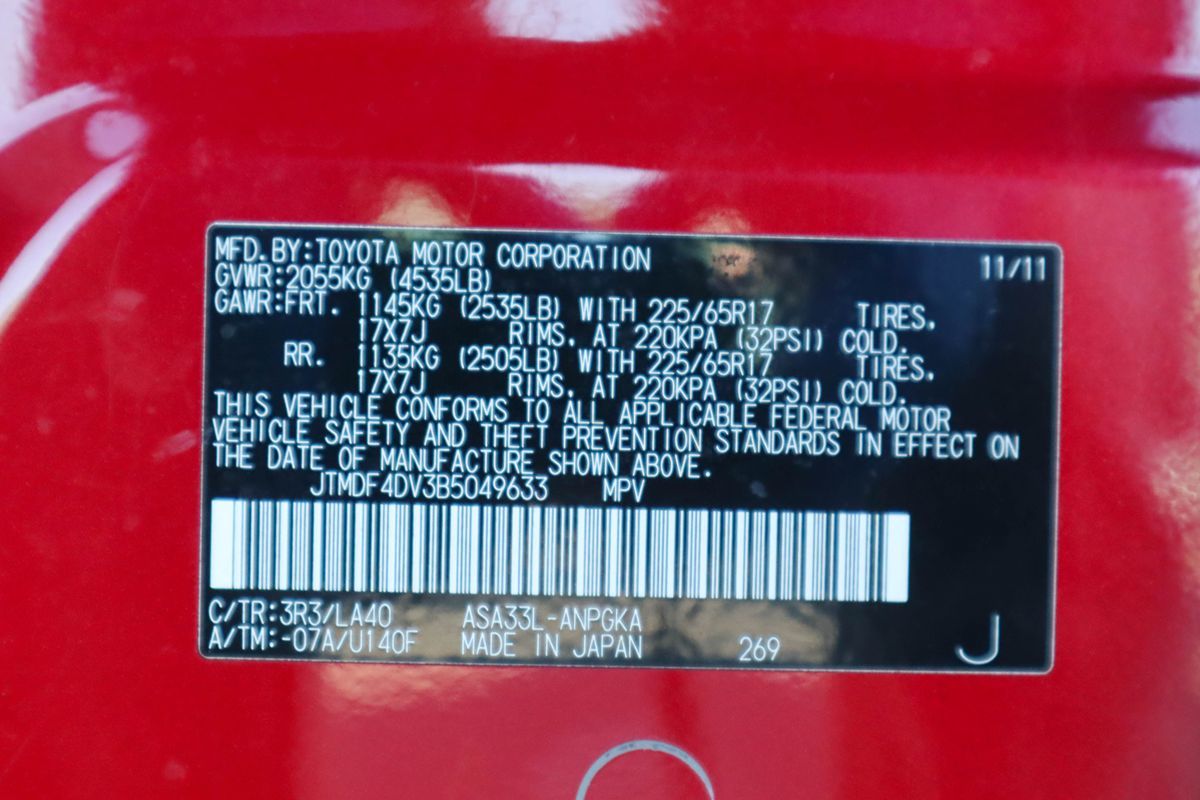 MFD.BY:TOYOTA MOTOR CORPORATION 11/11
GVWR:2055KG (4535LB)
GAWR:FRT. 1145KG (2535LB) WITH 225/65R17 TIRES,
17X7J RIMS, AT 220KPA (32PSI) COLD.
RR. 1135KG (2505LB) WITH 225/65R17 TIRES,
17X7J RIMS, AT 220KPA (32PSI) COLD.
THIS VEHICLE CONFORMS TO ALL APPLICABLE FEDERAL MOTOR
VEHICLE SAFETY AND THEFT PREVENTION STANDARDS IN EFFECT ON
THE DATE OF MANUFACTURE SHOWN ABOVE.
JTMDF4DV3B5049633 MPV
C/TR:3R3/LA40 ASA33L-ANPGKA
A/TM:-07A/U140F MADE IN JAPAN 269 J